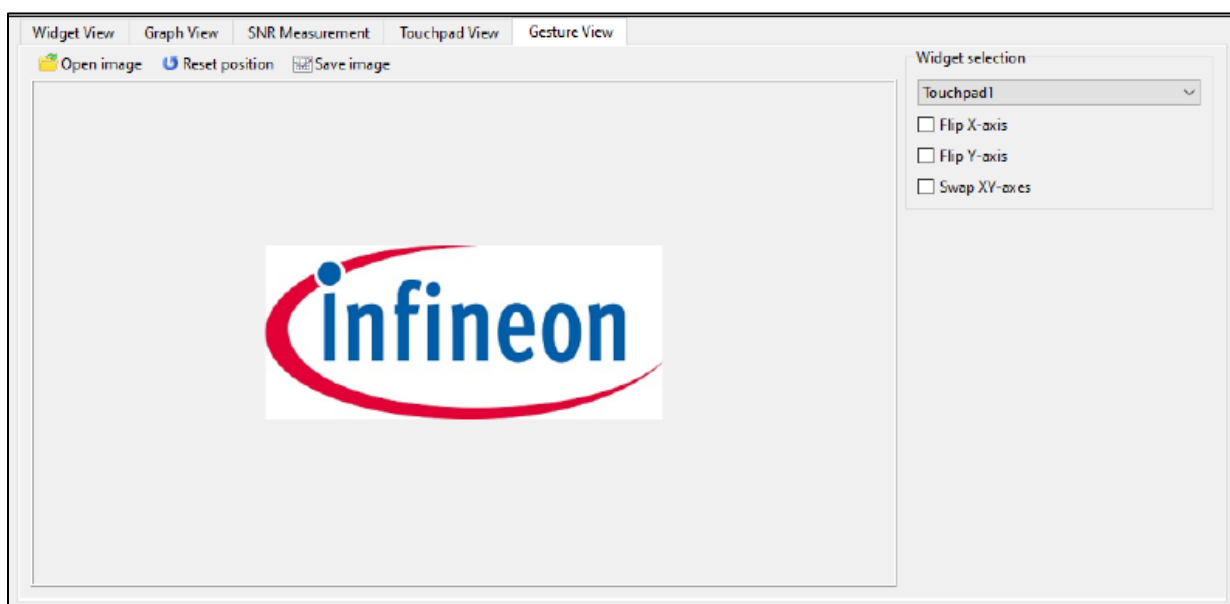 Widget View Graph View SNR Measurement Touchpad View Gesture View
Open image Reset position Save image
Widget selection
Touchpad1
Flip X-axis
Flip Y-axis
Swap XY-axes
infineon